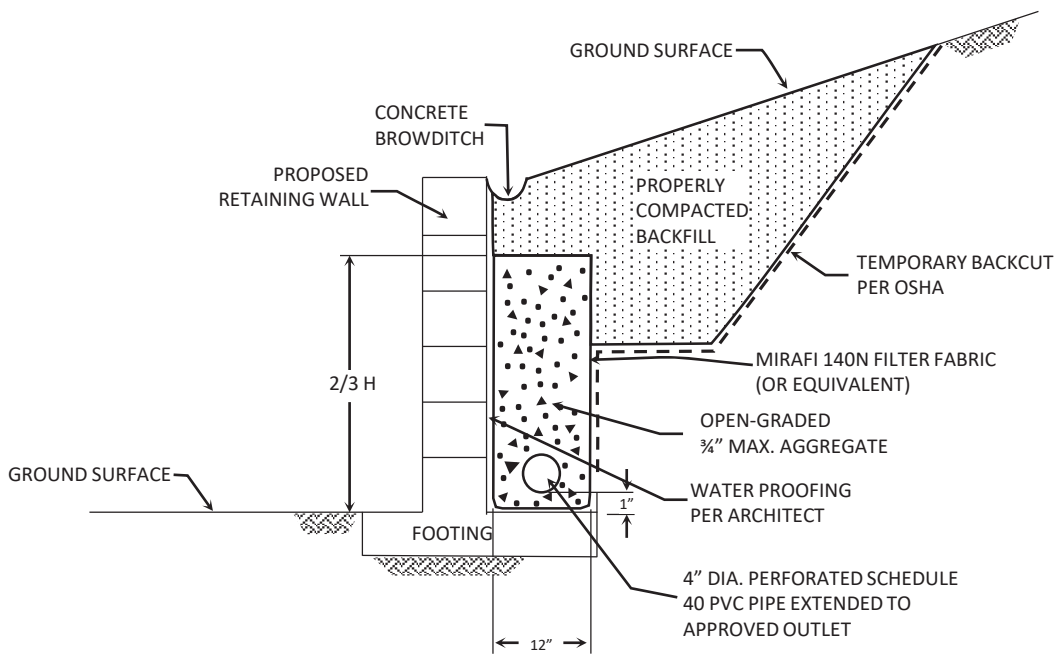 GROUND SURFACE
CONCRETE
BROWDITCH
PROPOSED
RETAINING WALL
PROPERLY
COMPACTED
BACKFILL
TEMPORARY BACKCUT
PER OSHA
MIRAFI 140N FILTER FABRIC
(OR EQUIVALENT)
2/3 H
OPEN-GRADED
¾” MAX. AGGREGATE
GROUND SURFACE
WATER PROOFING
PER ARCHITECT
1”
FOOTING
4” DIA. PERFORATED SCHEDULE
40 PVC PIPE EXTENDED TO
APPROVED OUTLET
12”